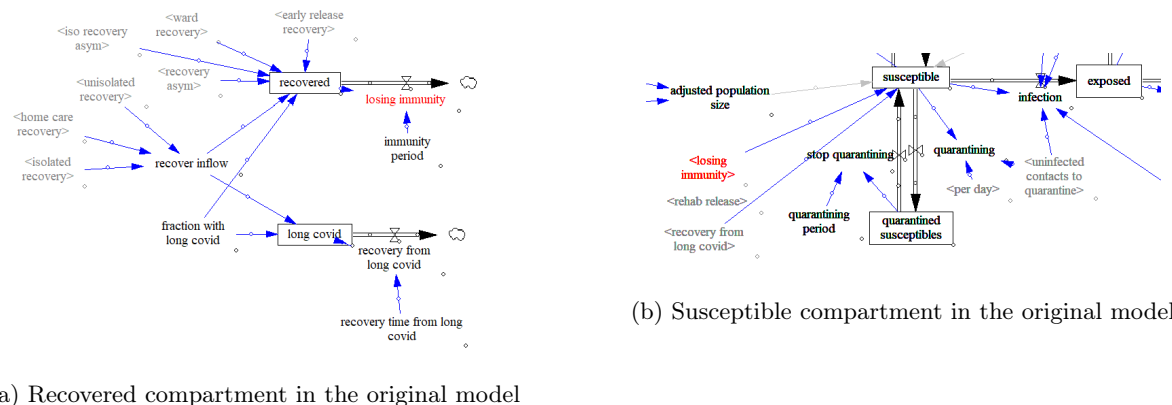 <early release
recovery>
<ward
recovery>
<iso recovery
asym>
<unisolated
recovery>
<recovery
asym>
recovered
losing immunity
<home care
recovery>
immunity
period
<isolated
recovery>
recover inflow
fraction with
long covid
long covid
recovery from
long covid
recovery time from long
covid
a) Recovered compartment in the original model
susceptible
exposed
adjusted population
size
infection
<losing
immunity>
stop quarantining
quarantining
<uninfected
contacts to
quarantine>
<per day>
<rehab release>
quarantining
period
quarantined
susceptibles
<recovery from
long covid>
(b) Susceptible compartment in the original model